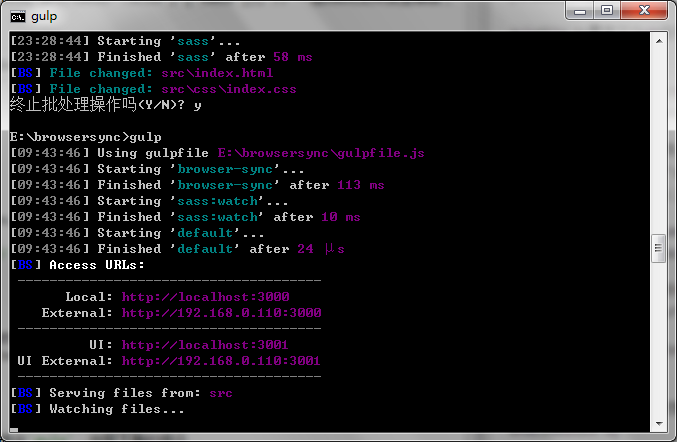 gulp
[23:28:44] Starting 'sass'...
[23:28:44] Finished 'sass' after 58 ms
[BS] File changed: src\index.html
[BS] File changed: src\css\index.css
终止批处理操作吗(Y/N)? y
E:\browsersync>gulp
[09:43:46] Using gulpfile E:\browsersync\gulpfile.js
[09:43:46] Starting 'browser-sync'...
[09:43:46] Finished 'browser-sync' after 113 ms
[09:43:46] Starting 'sass:watch'...
[09:43:46] Finished 'sass:watch' after 10 ms
[09:43:46] Starting 'default'...
[09:43:46] Finished 'default' after 24 μs
[BS] Access URLs:
--------------------------------------
Local: http://localhost:3000
External: http://192.168.0.110:3000
--------------------------------------
UI: http://localhost:3001
UI External: http://192.168.0.110:3001
--------------------------------------
[BS] Serving files from: src
[BS] Watching files...